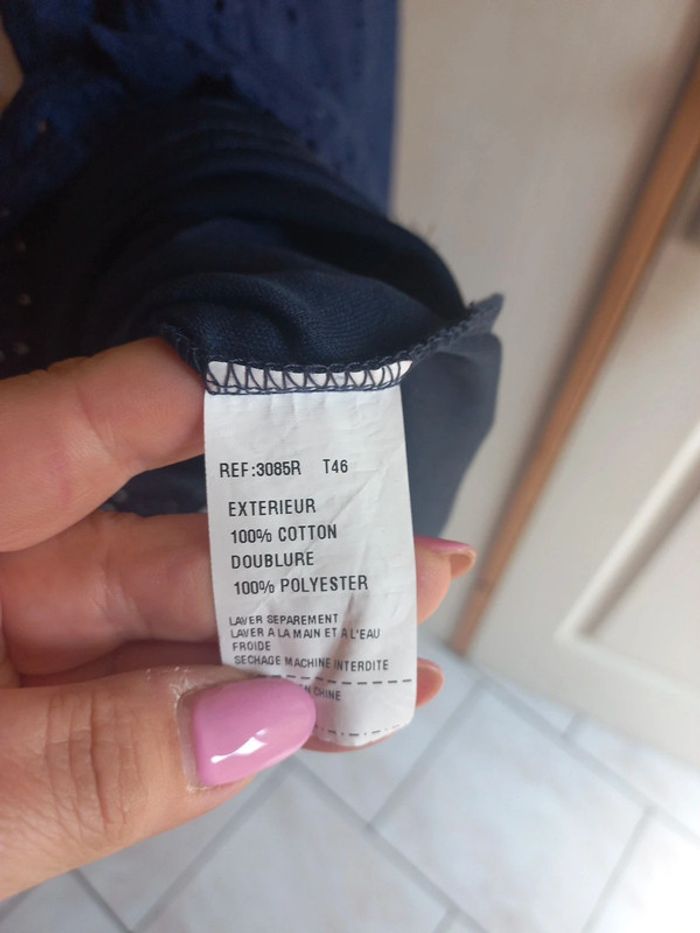 REF:3085R T46
EXTERIEUR
100% COTTON
DOUBLURE
100% POLYESTER
LAVER SEPAREMENT
LAVER A LA MAIN ET A L'EAU
FROIDE
SECHAGE MACHINE INTERDITE
CHINE